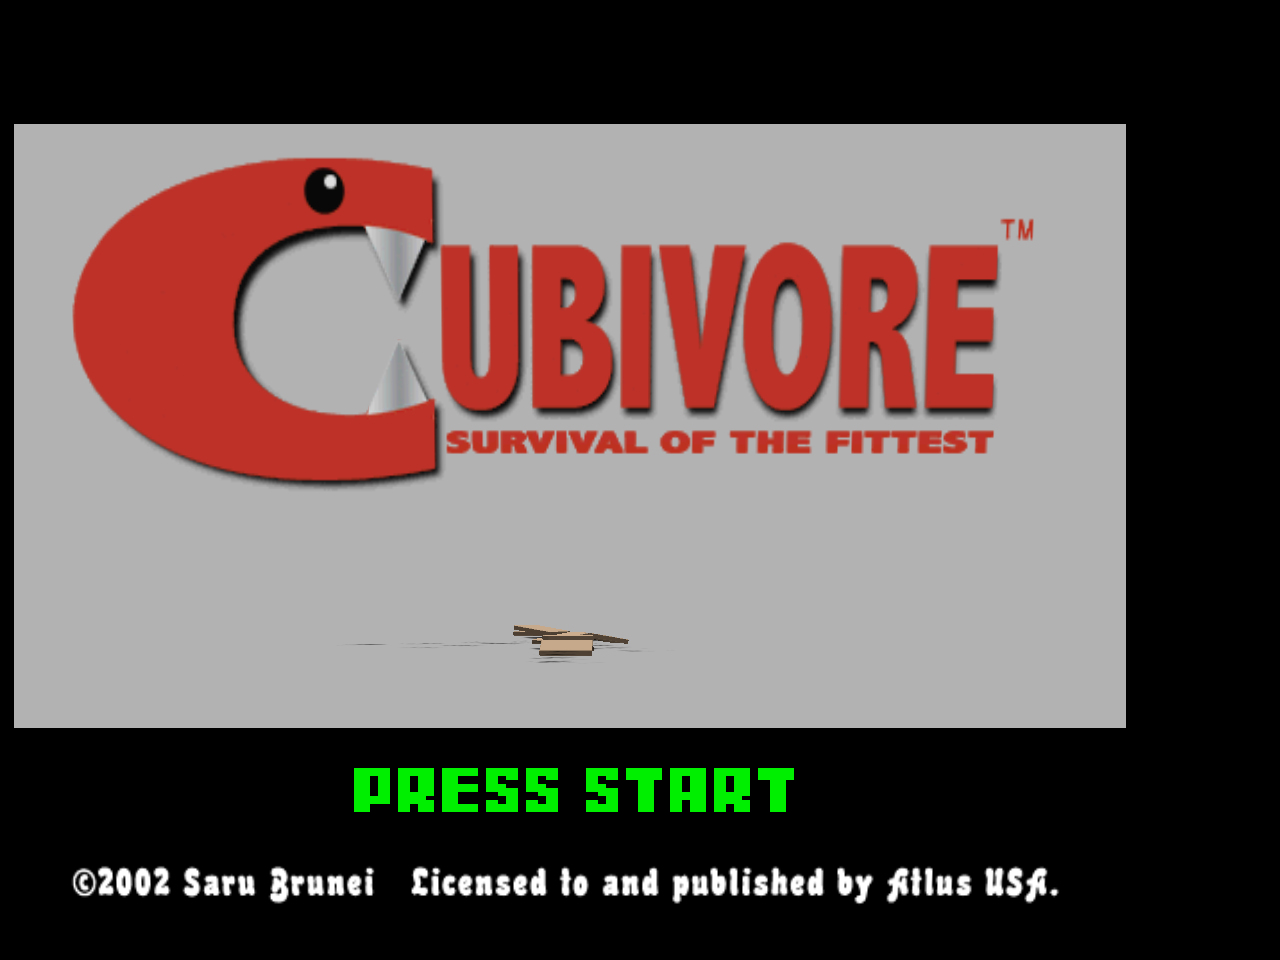 CUBIVORE™
SURVIVAL OF THE FITTEST
PRESS START
©2002 Saru Brunei Licensed to and published by Atlus USA.